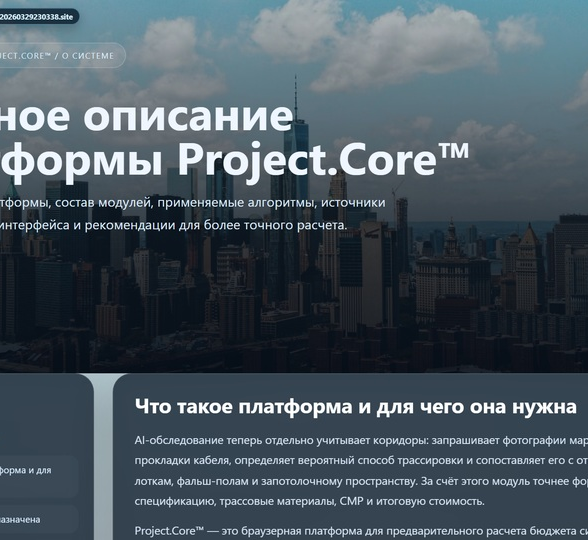 20260329230338.site
JECT.CORE™ / О СИСТЕМЕ
ное описание
формы Project.Core™
тформы, состав модулей, применяемые алгоритмы, источники
интерфейса и рекомендации для более точного расчета.
Что такое платформа и для чего она нужна
AI-обследование теперь отдельно учитывает коридоры: запрашивает фотографии мар
прокладки кабеля, определяет вероятный способ трассировки и сопоставляет его с от
лоткам, фальш-полам и запотолочному пространству. За счёт этого модуль точнее фо
спецификацию, трассовые материалы, СМР и итоговую стоимость.
форма и для
азначена
Project.Core™ — это браузерная платформа для предварительного расчета бюджета си